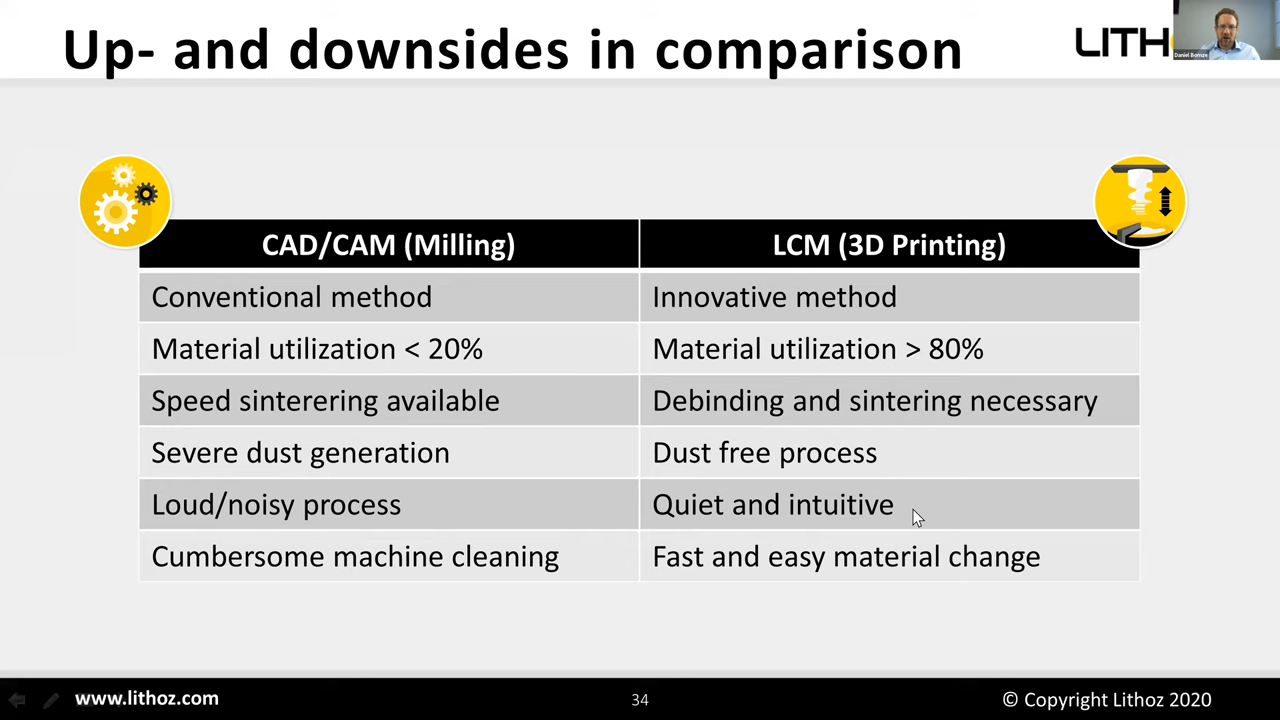 Up- and downsides in comparison
LITH
Daniel Bomze
CAD/CAM (Milling)
LCM (3D Printing)
Conventional method
Innovative method
Material utilization < 20%
Material utilization > 80%
Speed sinterering available
Debinding and sintering necessary
Severe dust generation
Dust free process
Loud/noisy process
Quiet and intuitive
Cumbersome machine cleaning
Fast and easy material change
www.lithoz.com
34
© Copyright Lithoz 2020